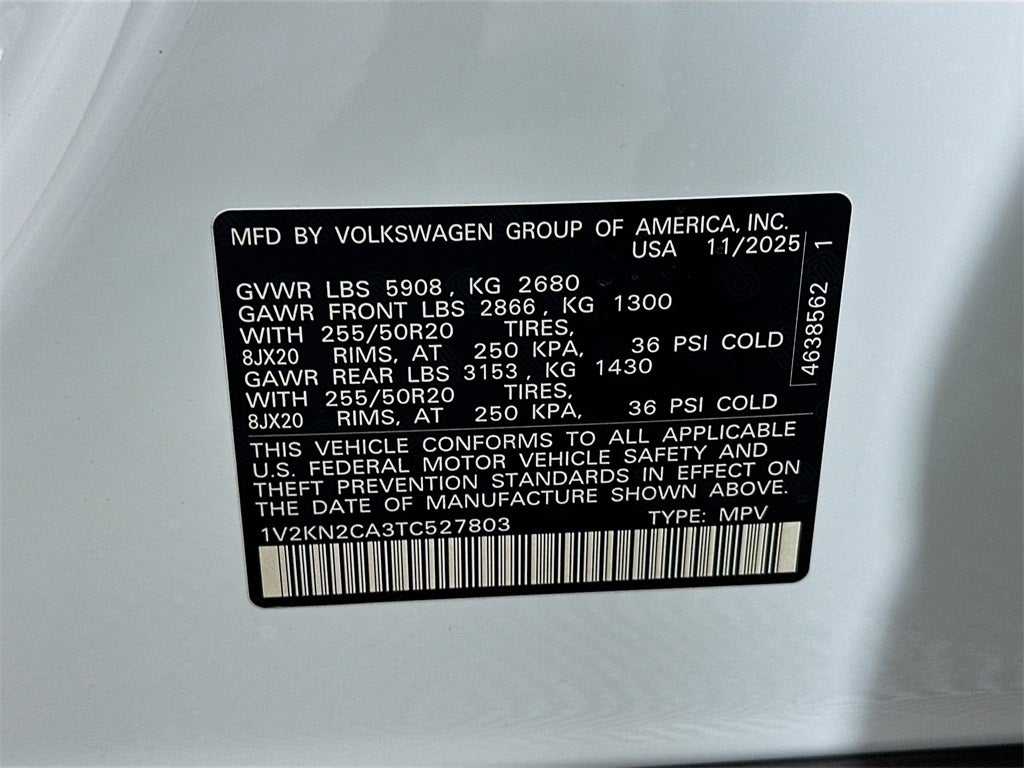 MFD BY VOLKSWAGEN GROUP OF AMERICA, INC.
USA 11/2025
GVWR LBS 5908, KG 2680
GAWR FRONT LBS 2866, KG 1300
WITH 255/50R20 TIRES,
8JX20 RIMS, AT 250 KPA, 36 PSI COLD
GAWR REAR LBS 3153, KG 1430
WITH 255/50R20 TIRES,
8JX20 RIMS, AT 250 KPA, 36 PSI COLD
4638562 1
THIS VEHICLE CONFORMS TO ALL APPLICABLE
U.S. FEDERAL MOTOR VEHICLE SAFETY AND
THEFT PREVENTION STANDARDS IN EFFECT ON
THE DATE OF MANUFACTURE SHOWN ABOVE.
1V2KN2CA3TC527803 TYPE: MPV